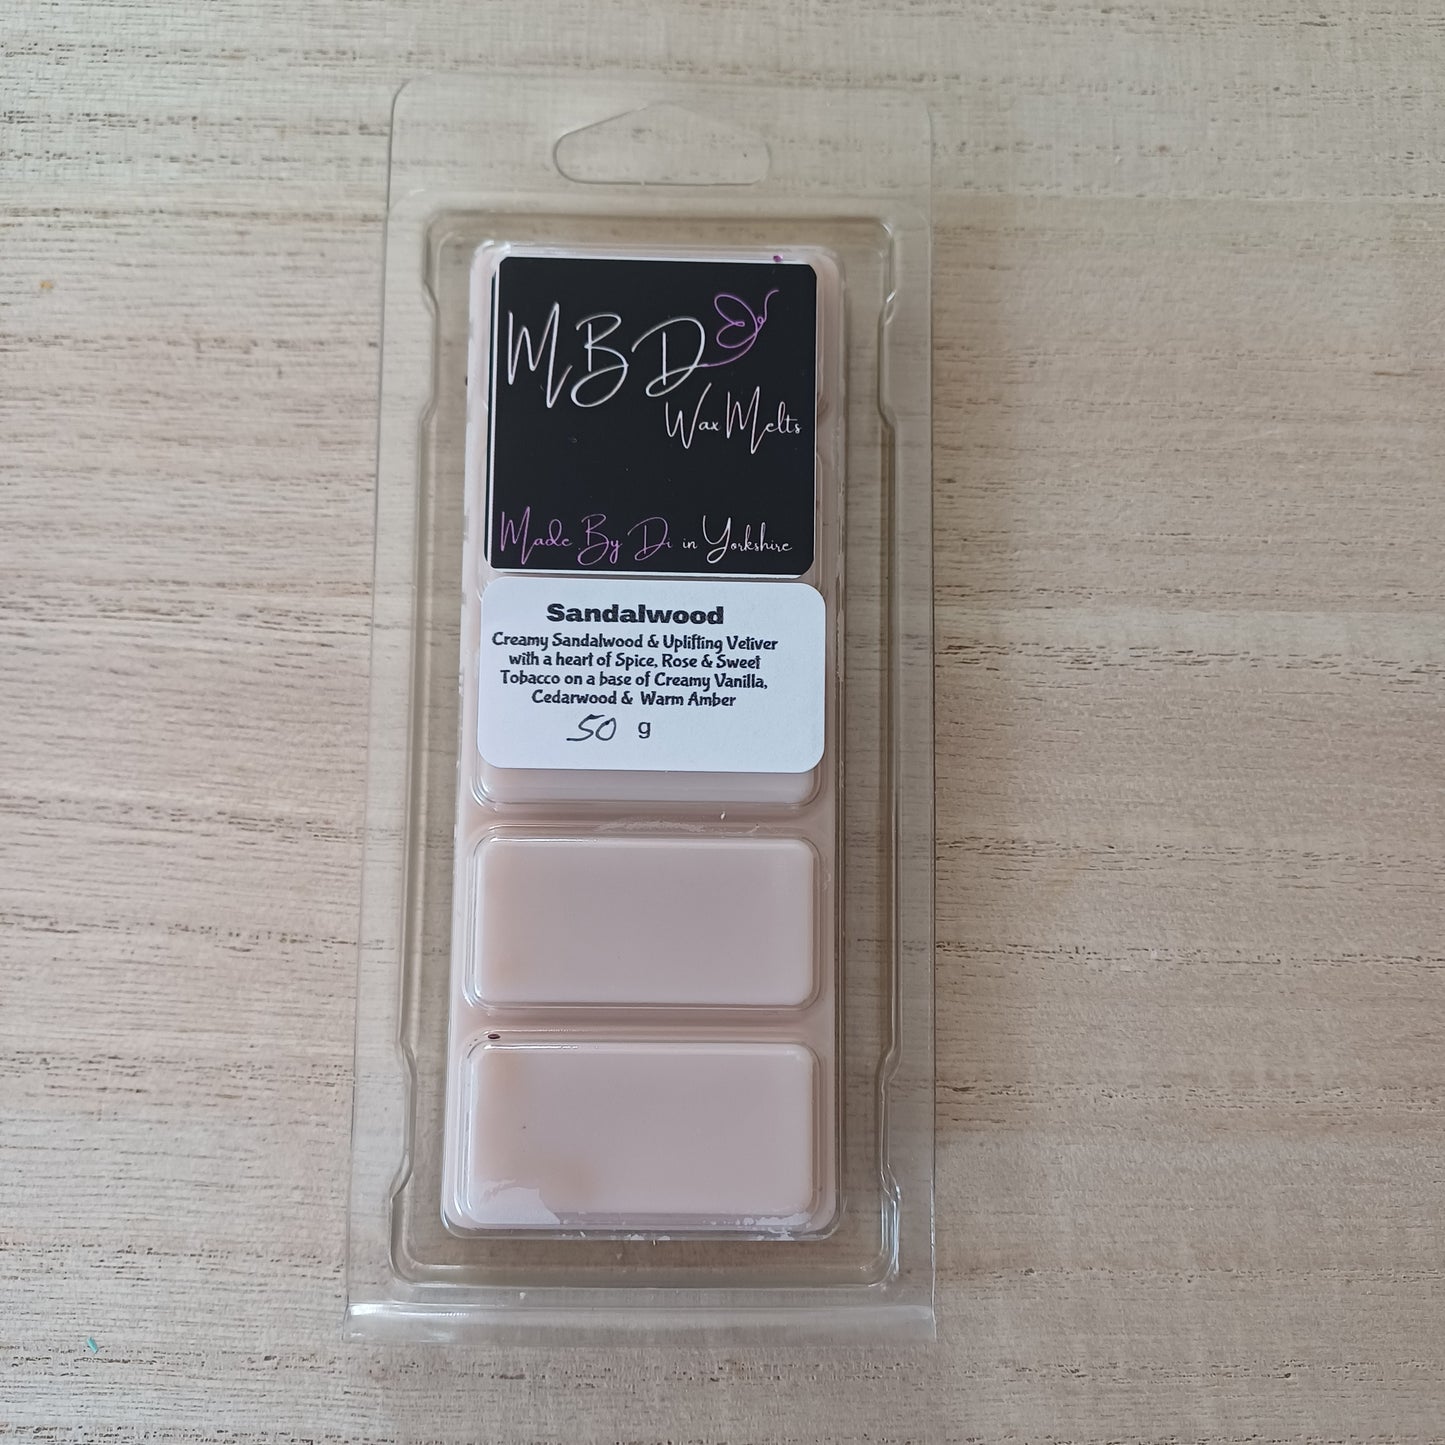 MBD
Wax Melts
Made By Di in Yorkshire
Sandalwood
Creamy Sandalwood & Uplifting Vetiver
with a heart of Spice, Rose & Sweet
Tobacco on a base of Creamy Vanilla,
Cedarwood & Warm Amber
50 g